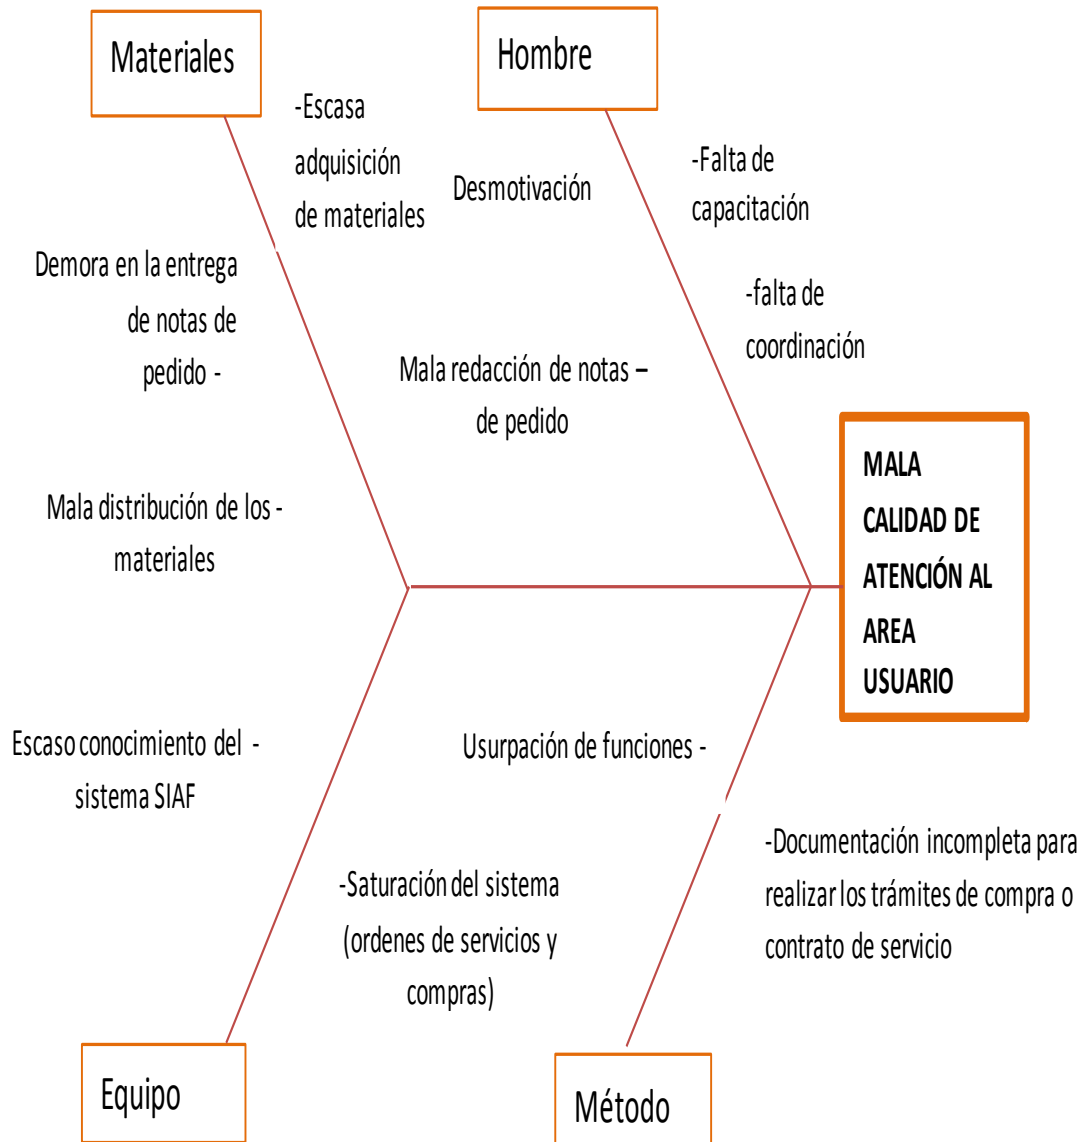 Materiales
Hombre
-Escasa
adquisición
de materiales
Desmotivación
-Falta de
capacitación
Demora en la entrega
de notas de
pedido -
-falta de
coordinación
Mala redacción de notas –
de pedido
Mala distribución de los -
materiales
MALA
CALIDAD DE
ATENCIÓN AL
AREA
USUARIO
Escaso conocimiento del -
sistema SIAF
Usurpación de funciones -
-Saturación del sistema
(ordenes de servicios y
compras)
-Documentación incompleta para
realizar los trámites de compra o
contrato de servicio
Equipo
Método